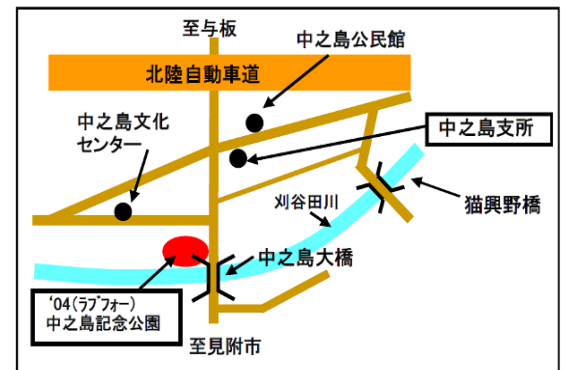 至与板
中之島公民館
北陸自動車道
中之島文化
センター
中之島支所
刈谷田川
猫興野橋
中之島大橋
‘04(ラブフォー)
中之島記念公園
至見附市